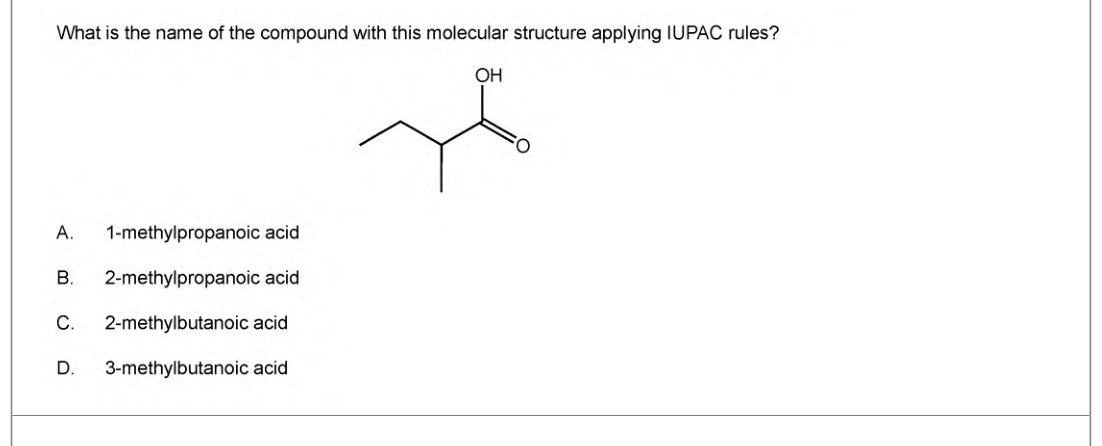 What is the name of the compound with this molecular structure applying IUPAC rules?
OH
O
A. 1-methylpropanoic acid
B. 2-methylpropanoic acid
C. 2-methylbutanoic acid
D. 3-methylbutanoic acid